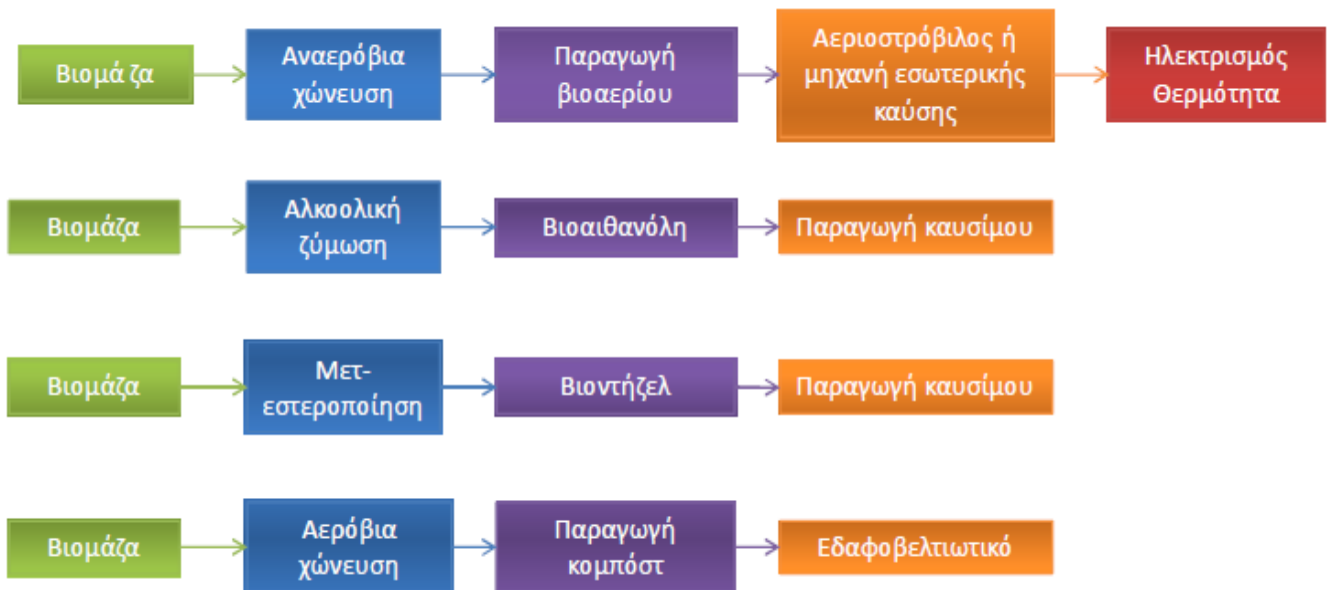 Βιομά ζα
Αναερόβια
χώνευση
Παραγωγή
βιοαερίου
Αεριοστρόβιλος ή
μηχανή εσωτερικής
καύσης
Ηλεκτρισμός
Θερμότητα
Βιομάζα
Αλκοολική
ζύμωση
Βιοαιθανόλη
Παραγωγή καυσίμου
Βιομάζα
Μετ-
εστεροποίηση
Βιοντήζελ
Παραγωγή καυσίμου
Βιομάζα
Αερόβια
χώνευση
Παραγωγή
κομπόστ
Εδαφοβελτιωτικό